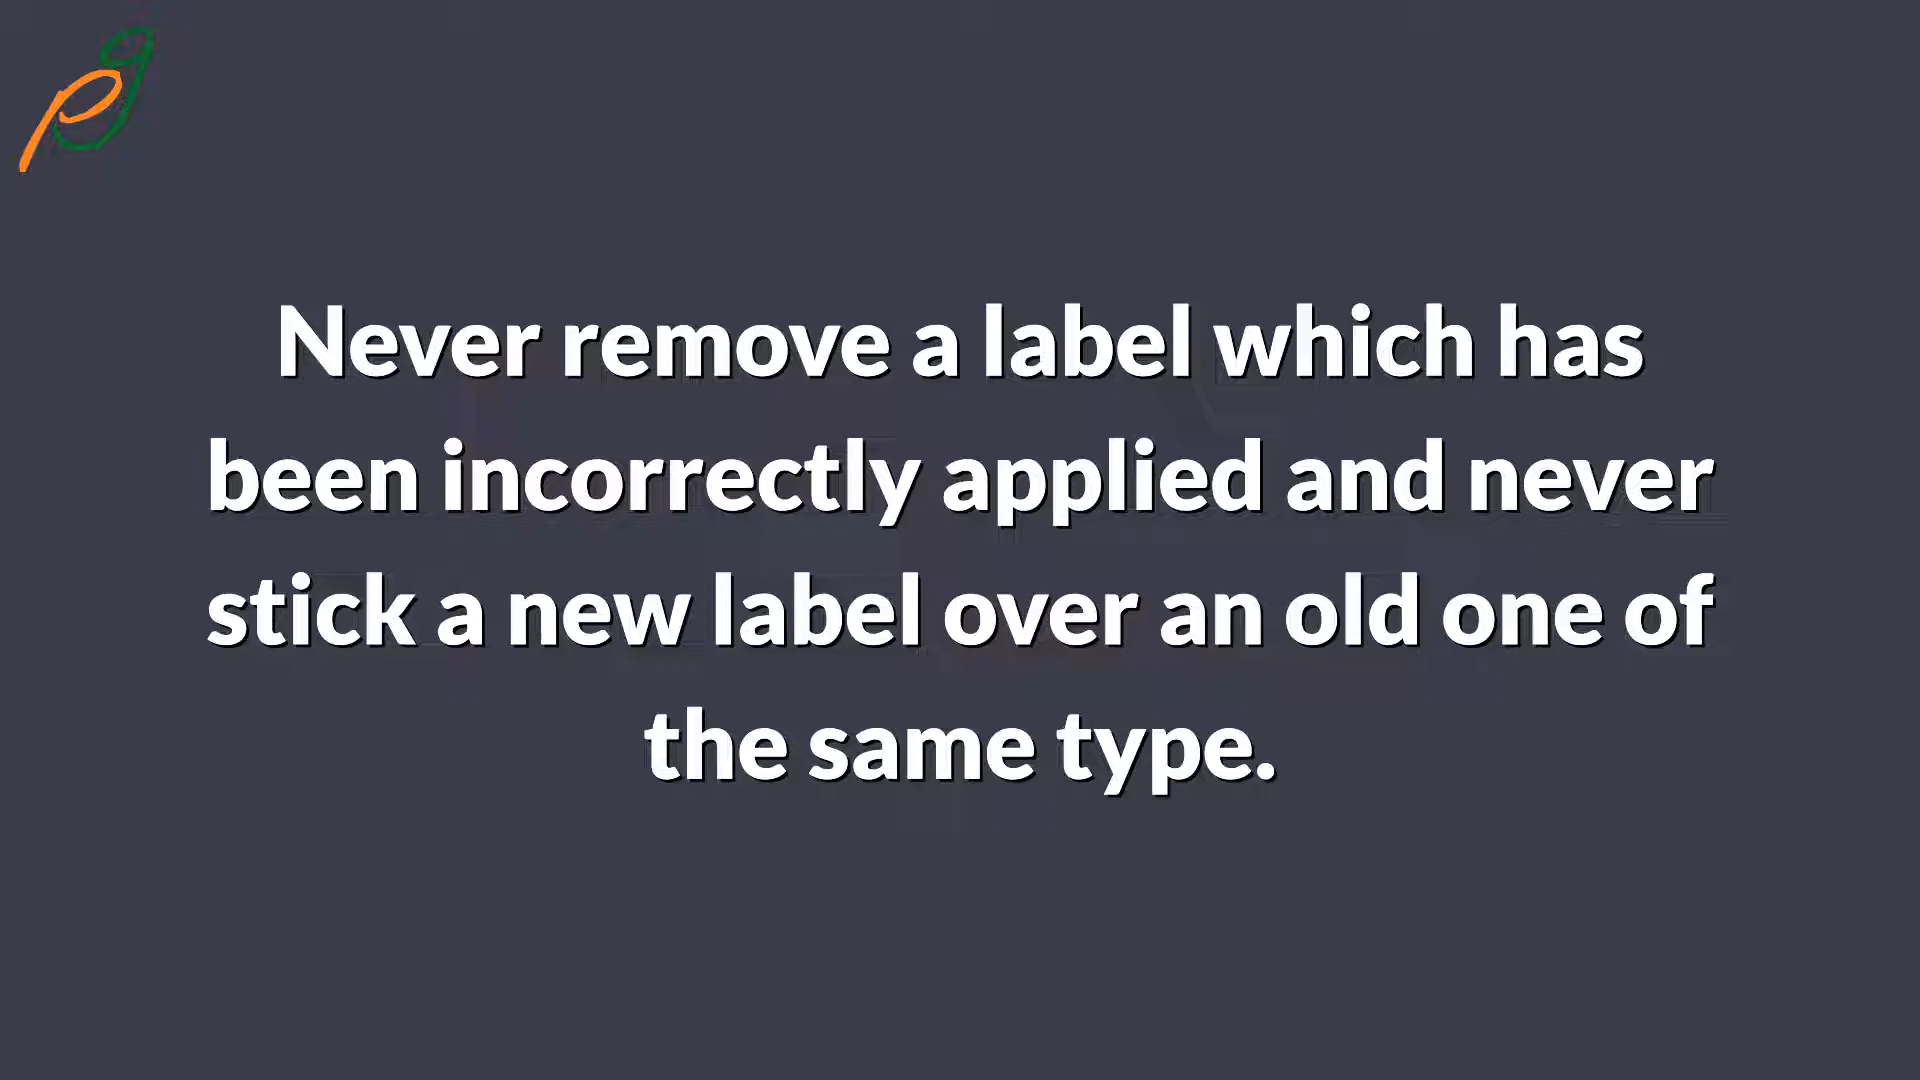 Never remove a label which has
been incorrectly applied and never
stick a new label over an old one of
the same type.